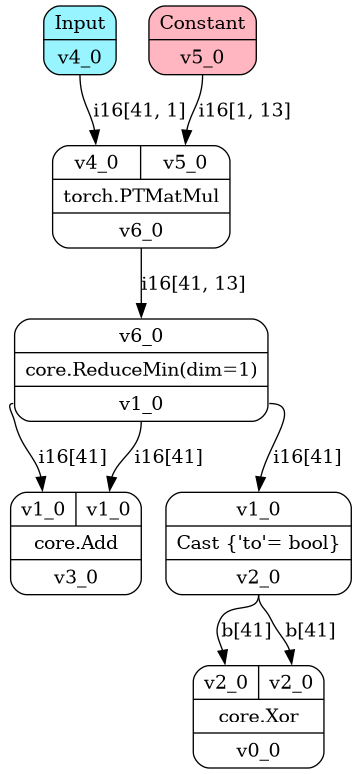 Input
v4_0
Constant
v5_0
i16[41, 1]
i16[1, 13]
v4_0 v5_0
torch.PTMatMul
v6_0
i16[41, 13]
v6_0
core.ReduceMin(dim=1)
v1_0
i16[41]
i16[41]
i16[41]
v1_0 v1_0
core.Add
v3_0
v1_0
Cast {'to'= bool}
v2_0
b[41]
b[41]
v2_0 v2_0
core.Xor
v0_0